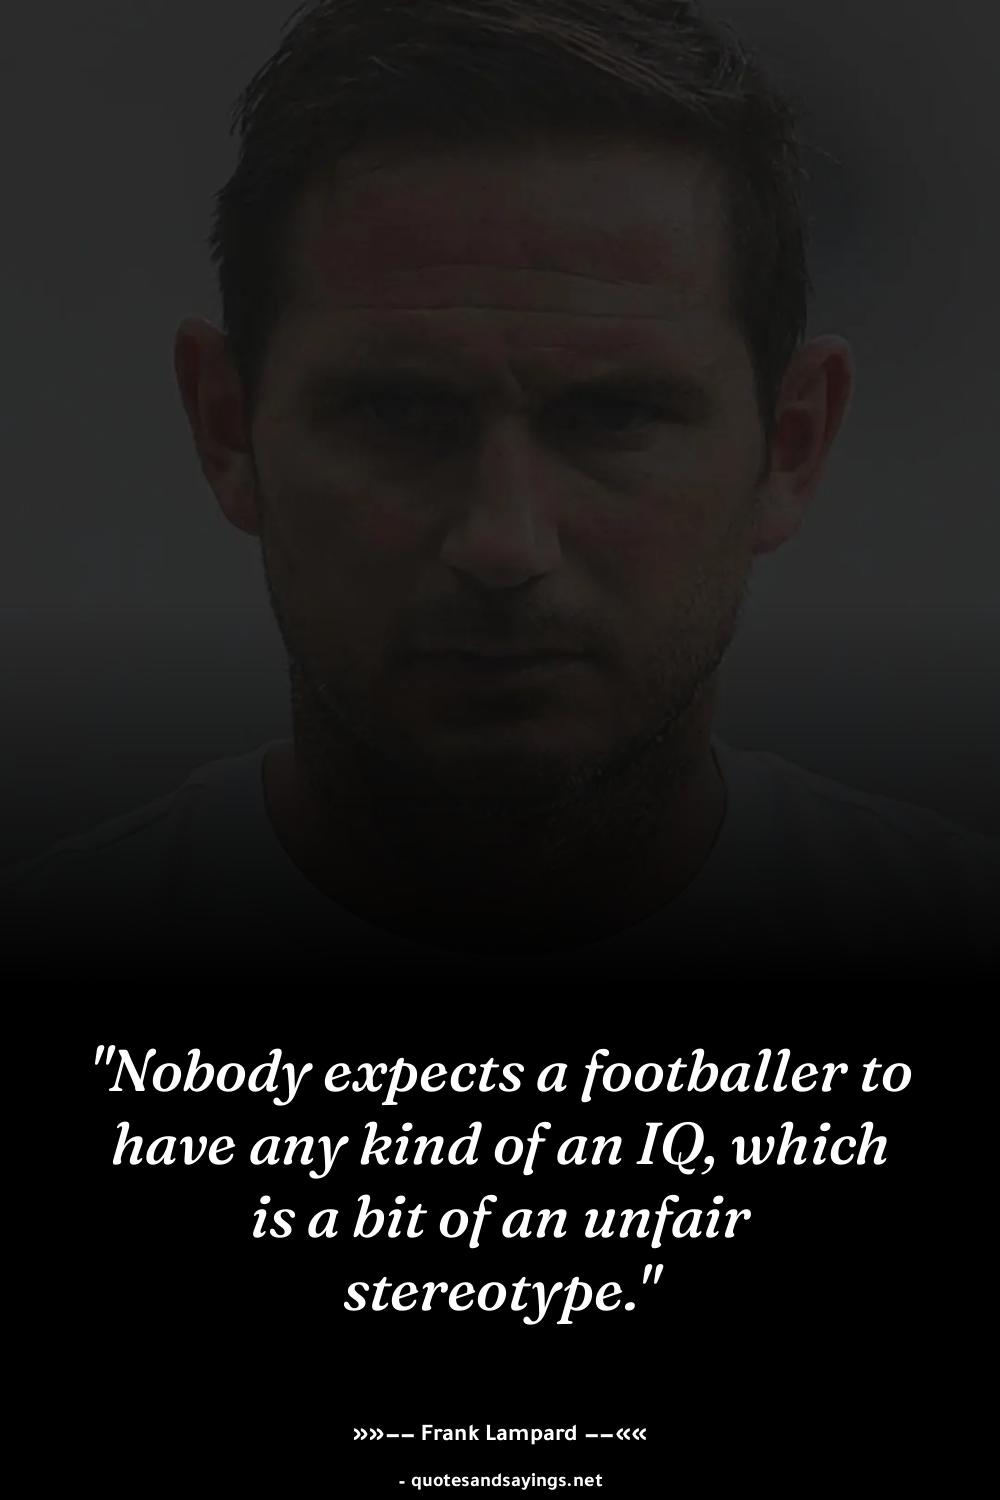 "Nobody expects a footballer to
have any kind of an IQ, which
is a bit of an unfair
stereotype."
»»−− Frank Lampard −−««
- quotesandsayings.net